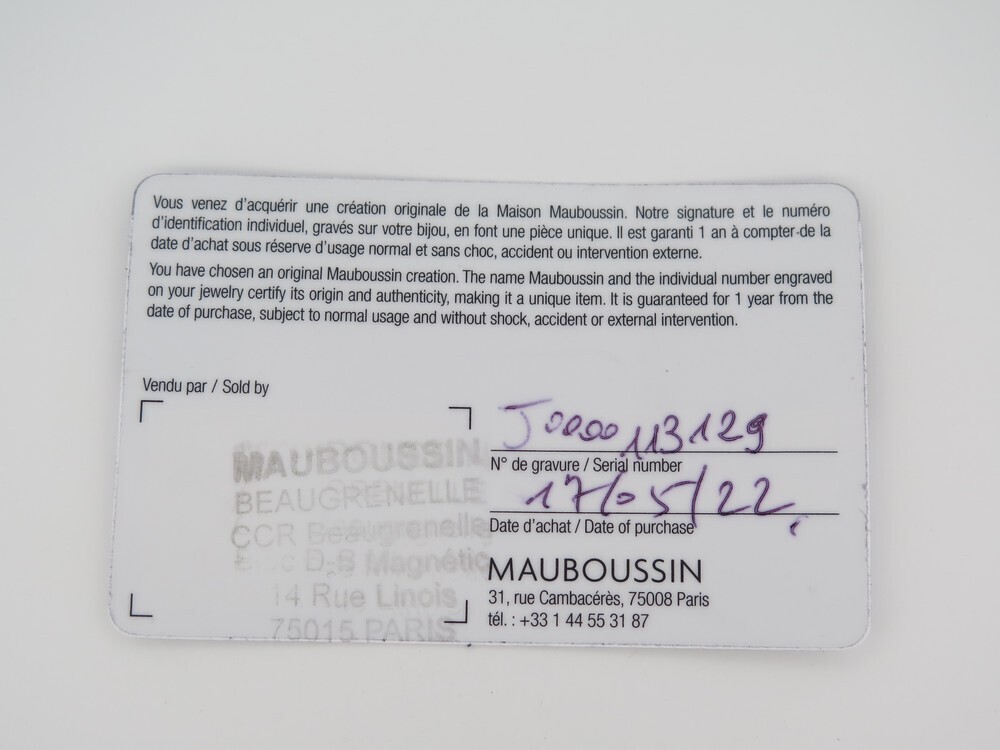 Vous venez d'acquérir une création originale de la Maison Mauboussin. Notre signature et le numéro
d'identification individuel, gravés sur votre bijou, en font une pièce unique. Il est garanti 1 an à compter de la
date d'achat sous réserve d'usage normal et sans choc, accident ou intervention externe.
You have chosen an original Mauboussin creation. The name Mauboussin and the individual number engraved
on your jewelry certify its origin and authenticity, making it a unique item. It is guaranteed for 1 year from the
date of purchase, subject to normal usage and without shock, accident or external intervention.
Vendu par / Sold by
MAUBOUSSIN
BEAUGRENELLE
CCR Beaugrenelle
D-B Magnétic
14 Rue Linois
75015 PARIS
J0000113129
N° de gravure / Serial number
17/05/22
Date d'achat / Date of purchase
MAUBOUSSIN
31, rue Cambacérès, 75008 Paris
tél. : +33 1 44 55 31 87